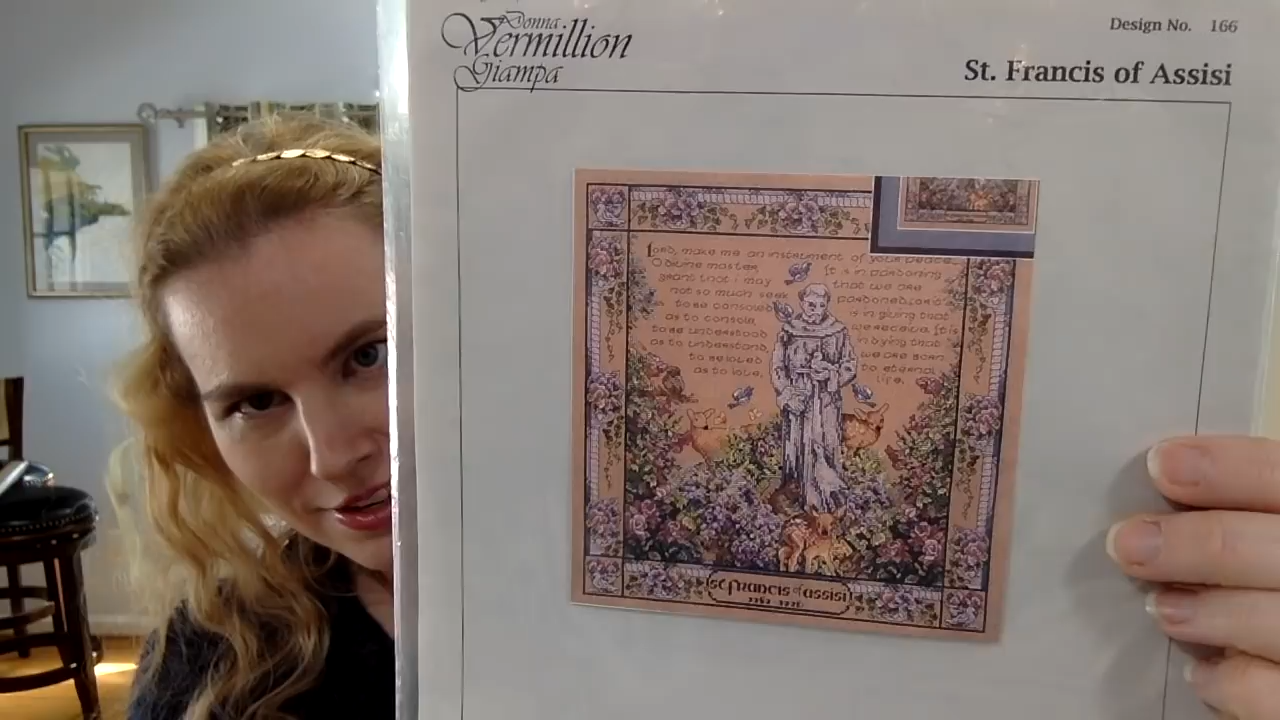 Donna
Vermillion
Giampa
Design No. 166
St. Francis of Assisi
Lord, make me an instrument of your peace.
O divine master,
grant that i may
not so much seek
to be consoled
as to console,
to be understood
as to understand,
to be loved
as to love,
It is in pardoning
that we are
pardoned,
is in giving that
we receive. It is
in dying that
we are born
to eternal
life.
St. Francis of assisi